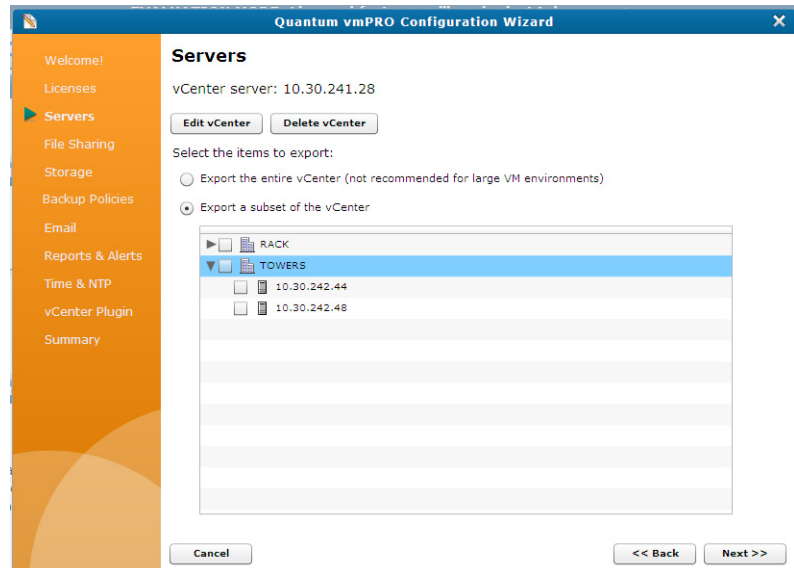 Quantum vmPRO Configuration Wizard
Welcome!
Licenses
Servers
File Sharing
Storage
Backup Policies
Email
Reports & Alerts
Time & NTP
vCenter Plugin
Summary
Servers
vCenter server: 10.30.241.28
Edit vCenter Delete vCenter
Select the items to export:
Export the entire vCenter (not recommended for large VM environments)
Export a subset of the vCenter
RACK
TOWERS
10.30.242.44
10.30.242.48
Cancel << Back Next >>